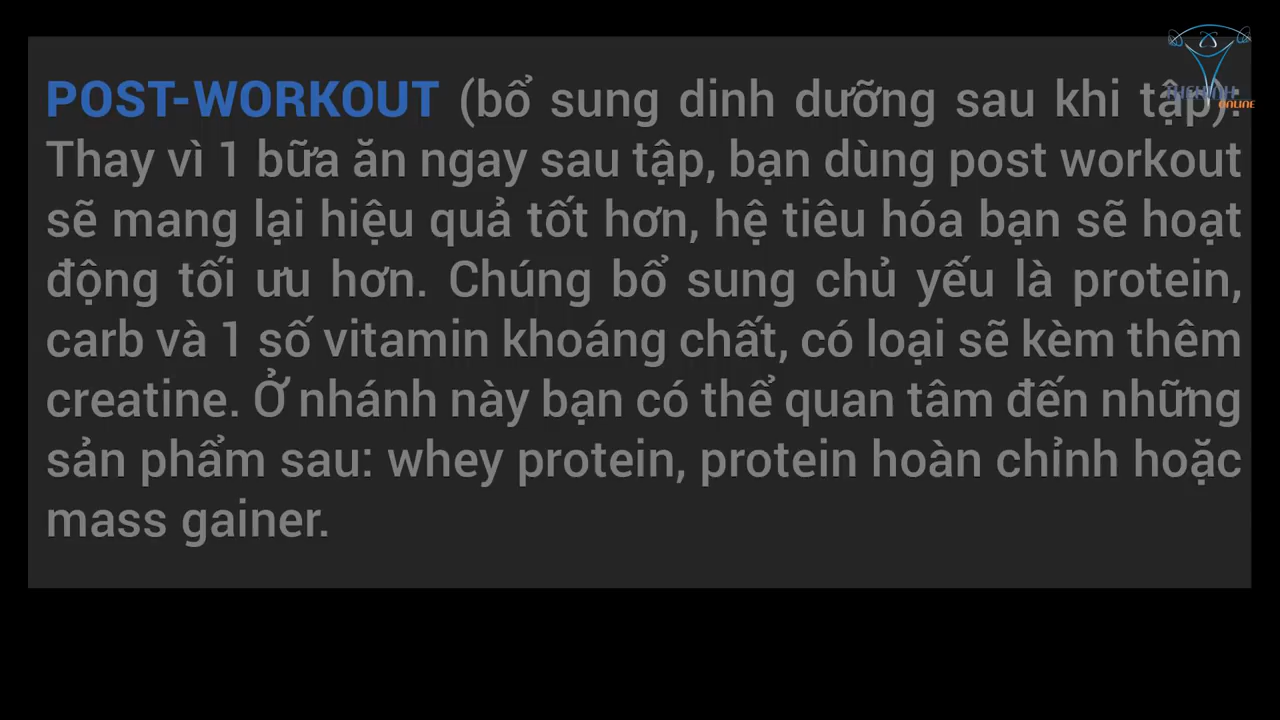 POST-WORKOUT (bổ sung dinh dưỡng sau khi tập):
Thay vì 1 bữa ăn ngay sau tập, bạn dùng post workout
sẽ mang lại hiệu quả tốt hơn, hệ tiêu hóa bạn sẽ hoạt
động tối ưu hơn. Chúng bổ sung chủ yếu là protein,
carb và 1 số vitamin khoáng chất, có loại sẽ kèm thêm
creatine. Ở nhánh này bạn có thể quan tâm đến những
sản phẩm sau: whey protein, protein hoàn chỉnh hoặc
mass gainer.
ONLINE